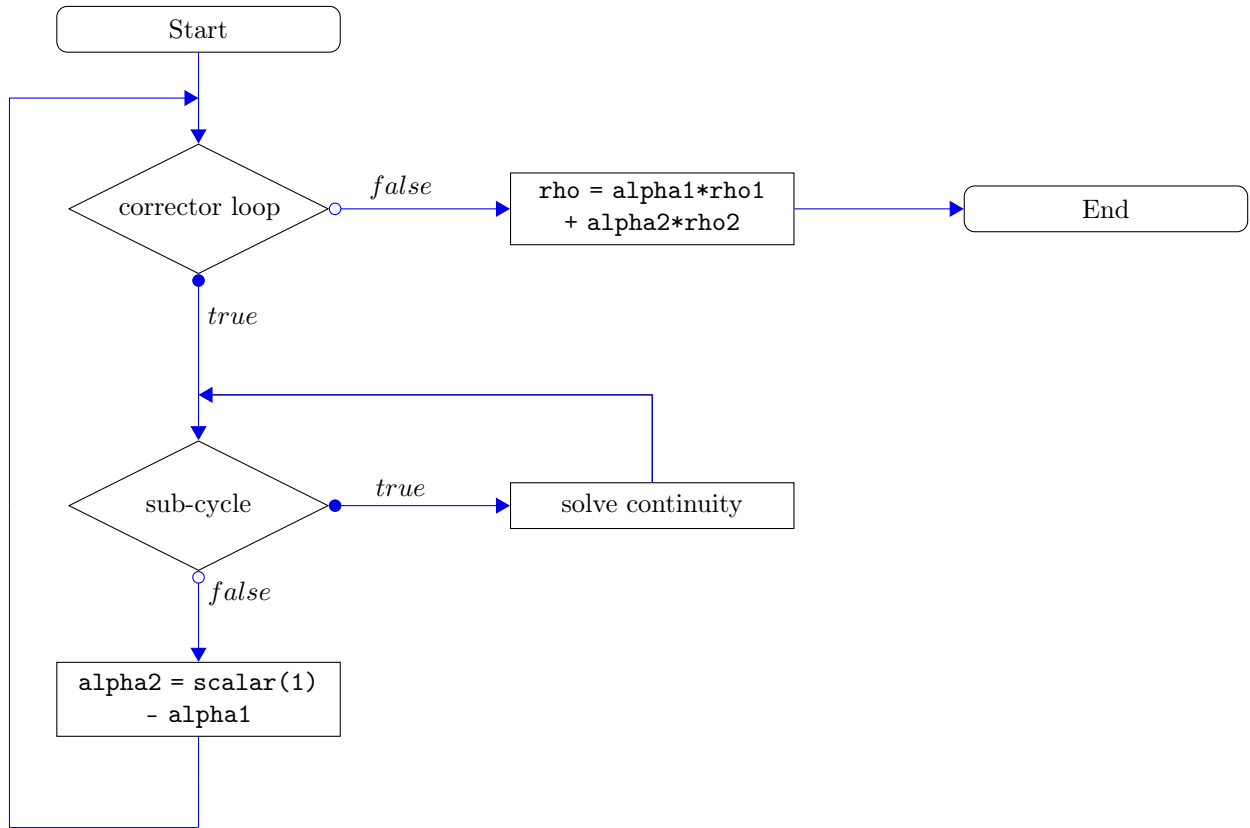 Start
corrector loop
false
rho = alpha1*rho1
+ alpha2*rho2
End
true
sub-cycle
true
solve continuity
false
alpha2 = scalar(1)
- alpha1